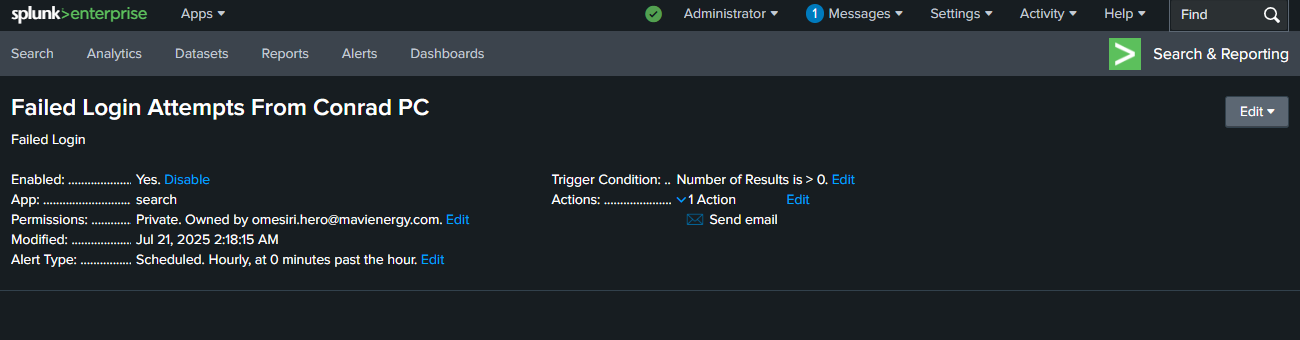 splunk>enterprise Apps Administrator 1 Messages Settings Activity Help Find
Search Analytics Datasets Reports Alerts Dashboards > Search & Reporting
Failed Login Attempts From Conrad PC
Edit
Failed Login
Enabled: ................... Yes. Disable
App: ........................... search
Permissions: ............ Private. Owned by omesiri.hero@mavienergy.com. Edit
Modified: .................. Jul 21, 2025 2:18:15 AM
Alert Type: ................ Scheduled. Hourly, at 0 minutes past the hour. Edit
Trigger Condition: .. Number of Results is > 0. Edit
Actions: ..................... 1 Action Edit
Send email